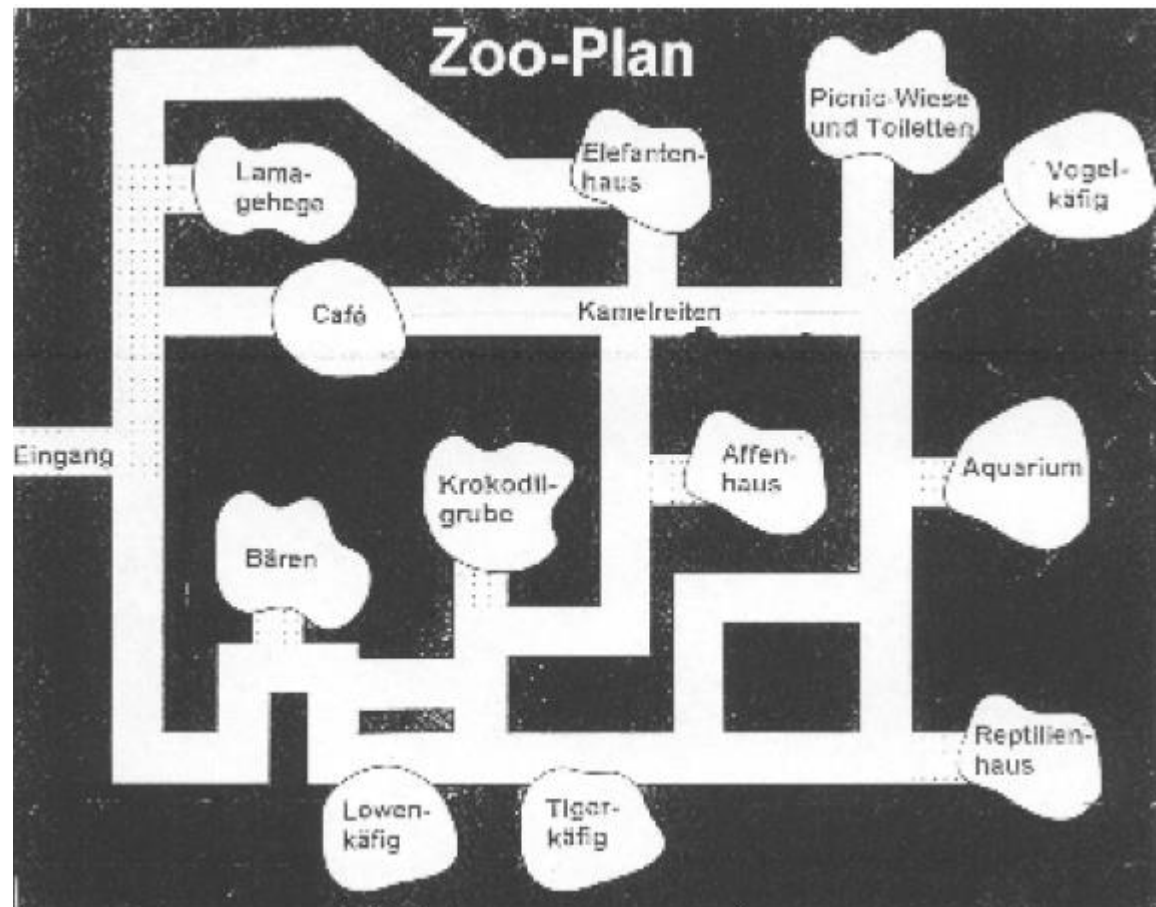 Zoo-Plan
Picnic-Wiese
und Toiletten
Elefanten-
haus
Lama-
gehege
Vogel-
käfig
Café
Kamelreiten
Eingang
Krokodil-
grube
Affen-
haus
Aquarium
Bären
Reptilien-
haus
Lowen-
käfig
Tiger-
käfig